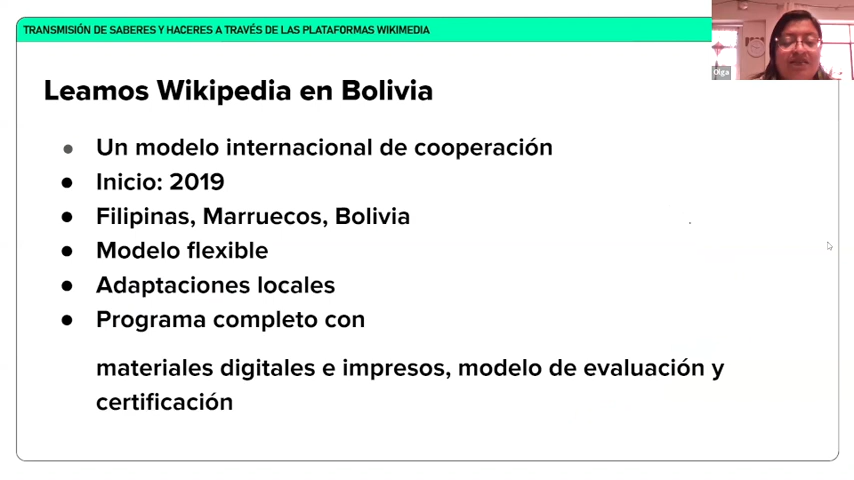 TRANSMISIÓN DE SABERES Y HACERES A TRAVÉS DE LAS PLATAFORMAS WIKIMEDIA
Olga
Leamos Wikipedia en Bolivia
● Un modelo internacional de cooperación
● Inicio: 2019
● Filipinas, Marruecos, Bolivia
● Modelo flexible
● Adaptaciones locales
● Programa completo con
materiales digitales e impresos, modelo de evaluación y
certificación